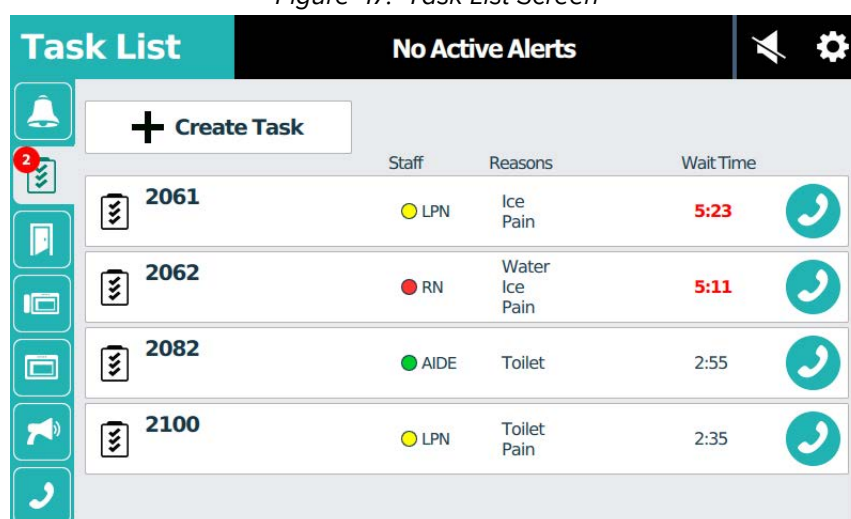 Figure 47. Task List Screen
Task List
No Active Alerts
Create Task
2
Staff Reasons Wait Time
2061 LPN Ice
Pain 5:23
2062 RN Water
Ice
Pain 5:11
2082 AIDE Toilet 2:55
2100 LPN Toilet
Pain 2:35